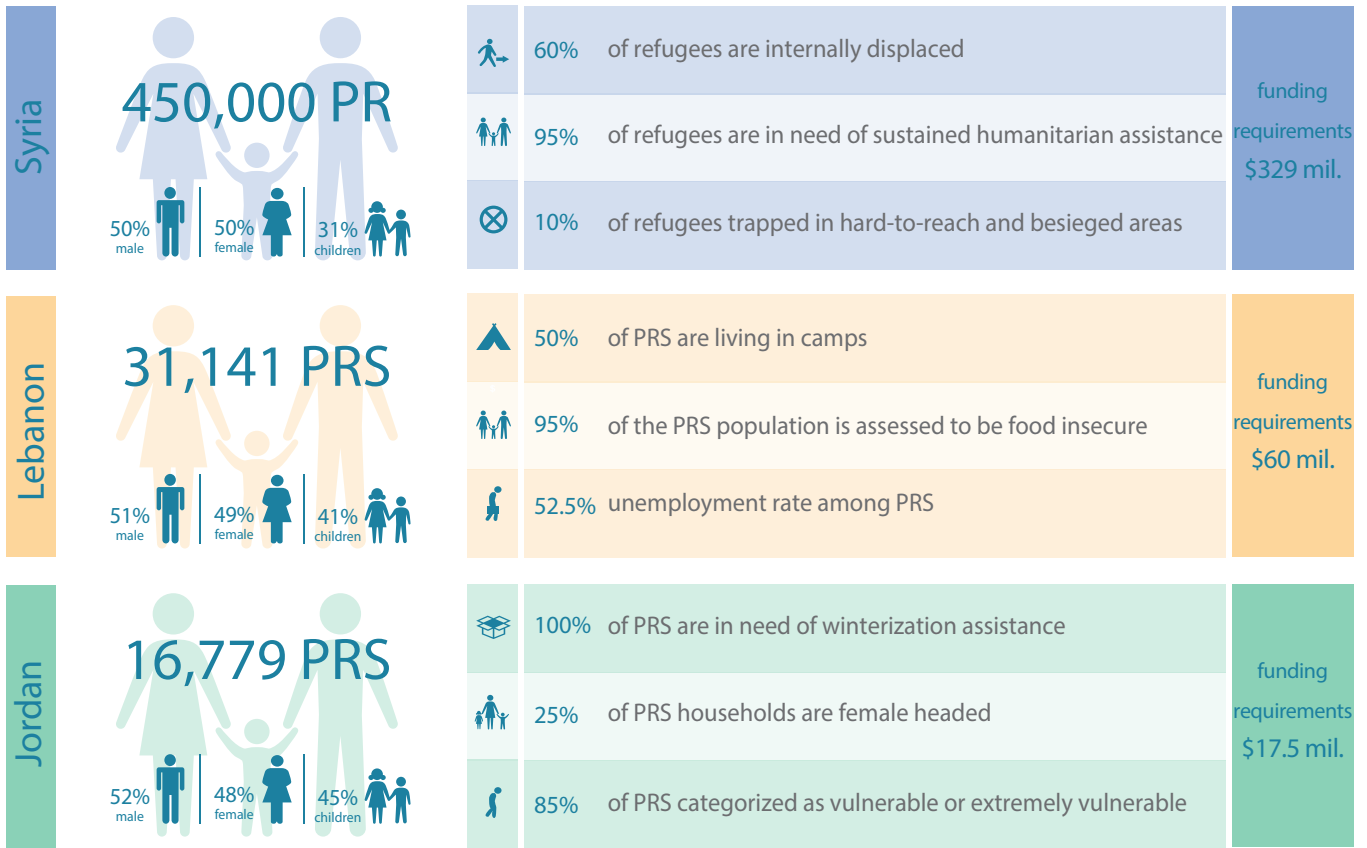 Syria
450,000 PR
50%
male
50%
female
31%
children
60% of refugees are internally displaced
95% of refugees are in need of sustained humanitarian assistance
10% of refugees trapped in hard-to-reach and besieged areas
funding
requirements
$329 mil.
Lebanon
31,141 PRS
51%
male
49%
female
41%
children
50% of PRS are living in camps
95% of the PRS population is assessed to be food insecure
52.5% unemployment rate among PRS
funding
requirements
$60 mil.
Jordan
16,779 PRS
52%
male
48%
female
45%
children
100% of PRS are in need of winterization assistance
25% of PRS households are female headed
85% of PRS categorized as vulnerable or extremely vulnerable
funding
requirements
$17.5 mil.